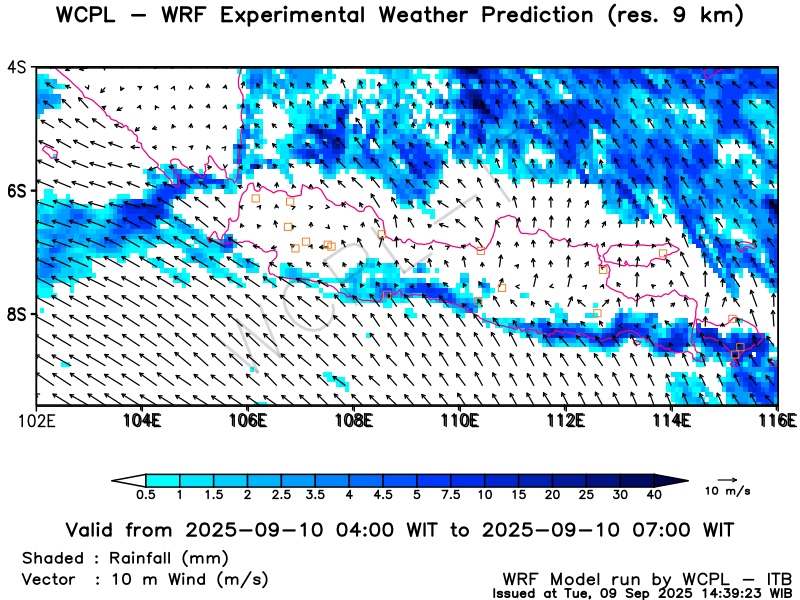 WCPL – WRF Experimental Weather Prediction (res. 9 km)
4S
6S
8S
102E 104E 106E 108E 110E 112E 114E 116E
WCPL-IT
0.5 1 1.5 2 2.5 3.5 4 4.5 5 7.5 10 15 20 25 30 40
10 m/s
Valid from 2025–09–10 04:00 WIT to 2025–09–10 07:00 WIT
Shaded : Rainfall (mm)
Vector : 10 m Wind (m/s)
WRF Model run by WCPL – ITB
Issued at Tue, 09 Sep 2025 14:39:23 WIB